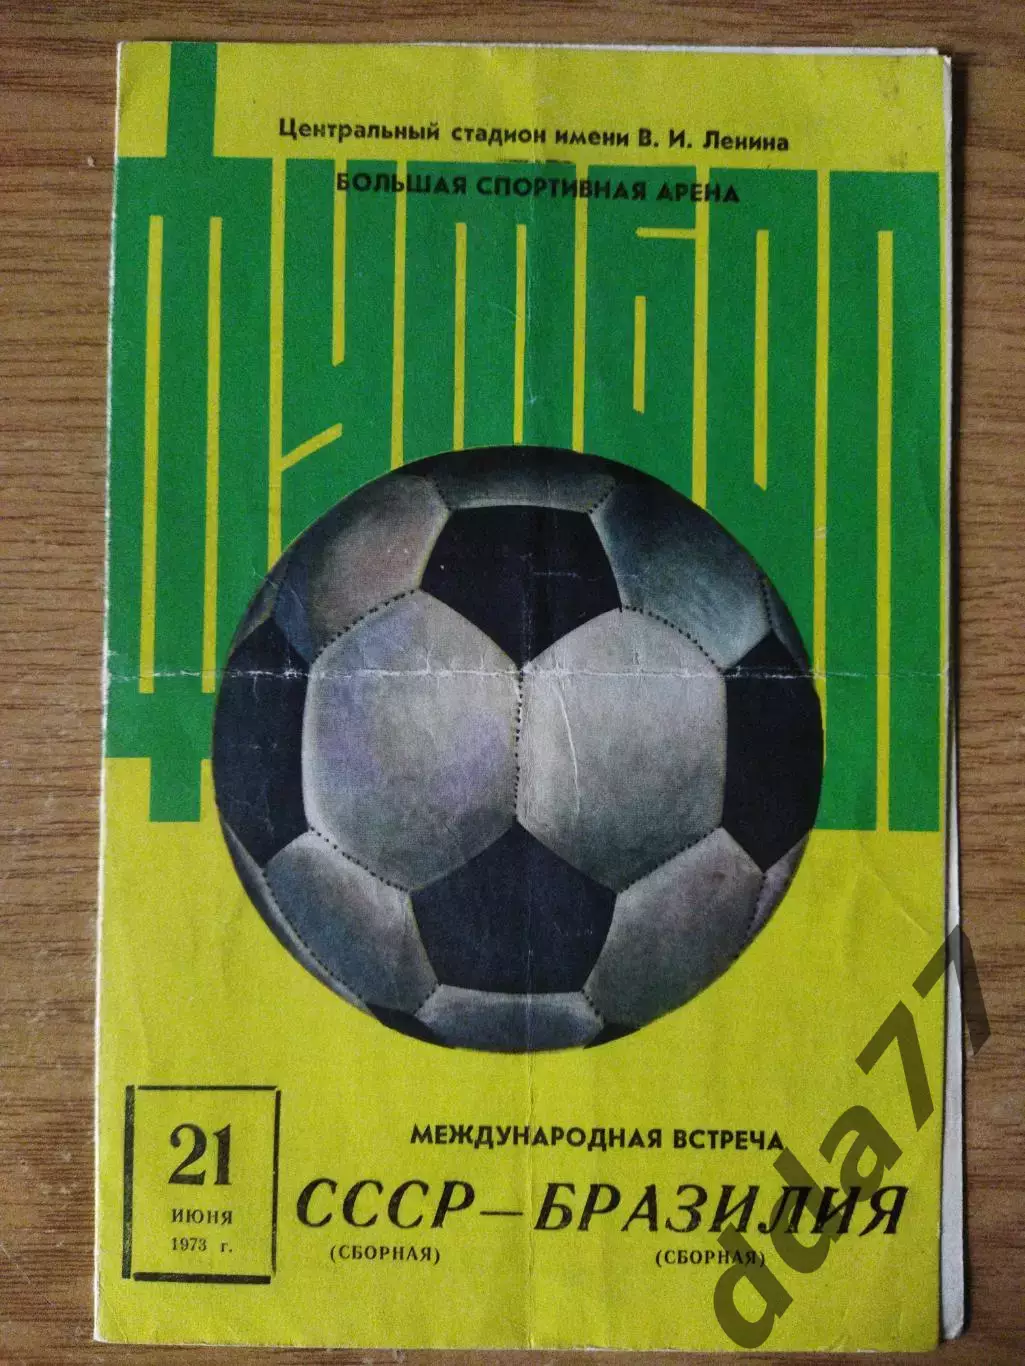 Центральный стадион имени В. И. Ленина
БОЛЬШАЯ СПОРТИВНАЯ АРЕНА
ФУТБОЛ
21
ИЮНЯ
1973 г.
МЕЖДУНАРОДНАЯ ВСТРЕЧА
СССР — БРАЗИЛИЯ
(СБОРНАЯ) (СБОРНАЯ)
dda77